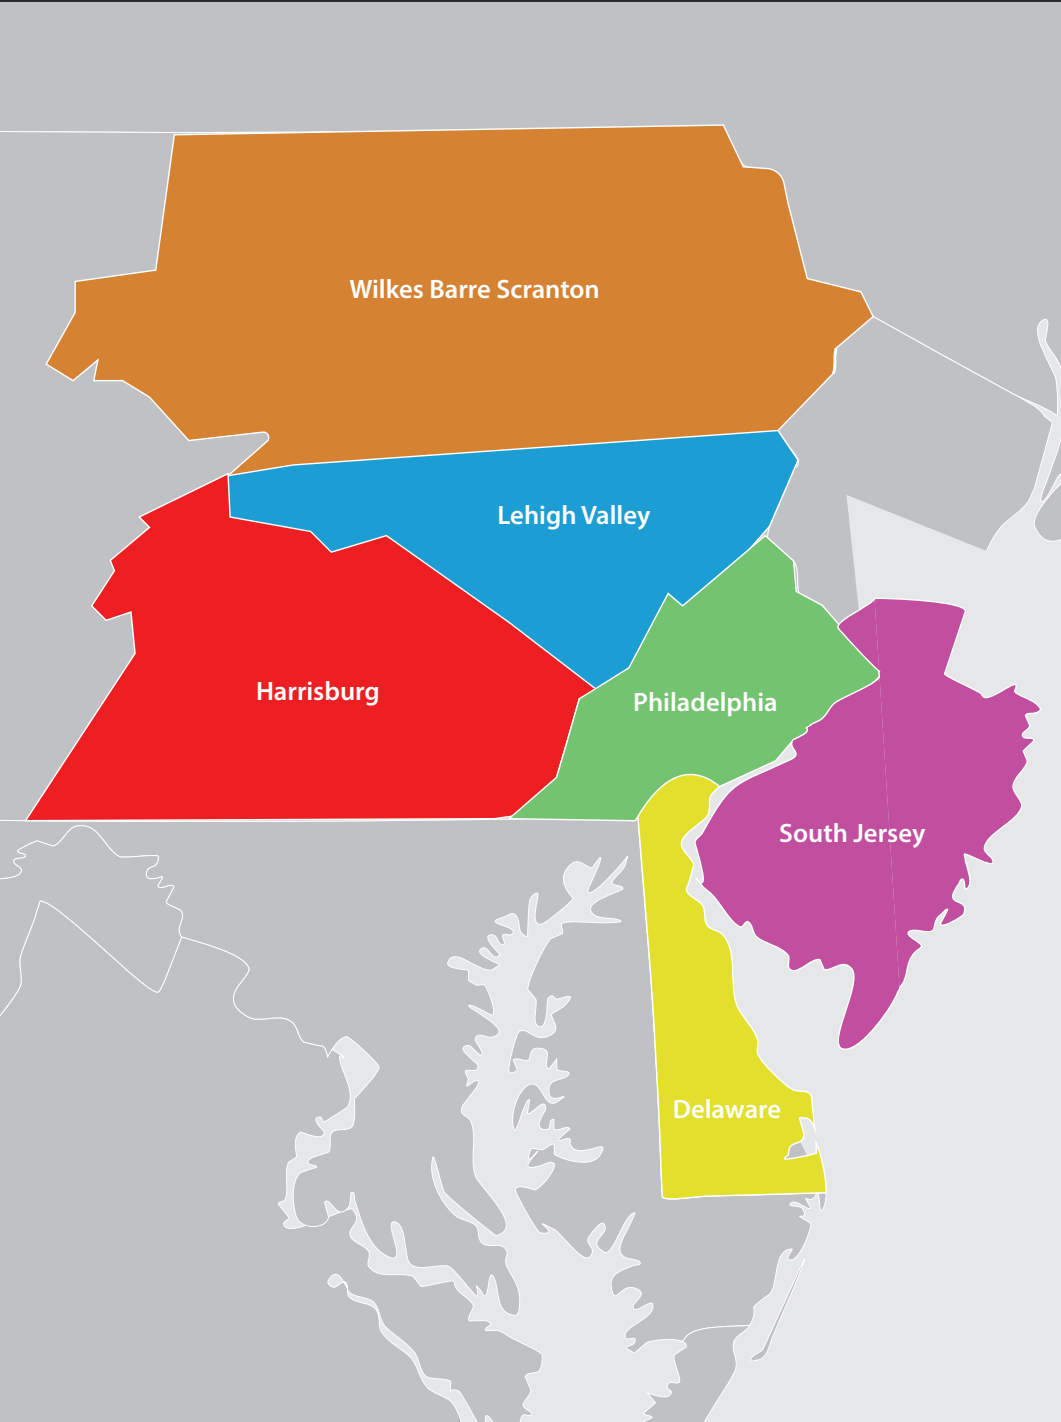 Wilkes Barre Scranton
Lehigh Valley
Harrisburg
Philadelphia
South Jersey
Delaware